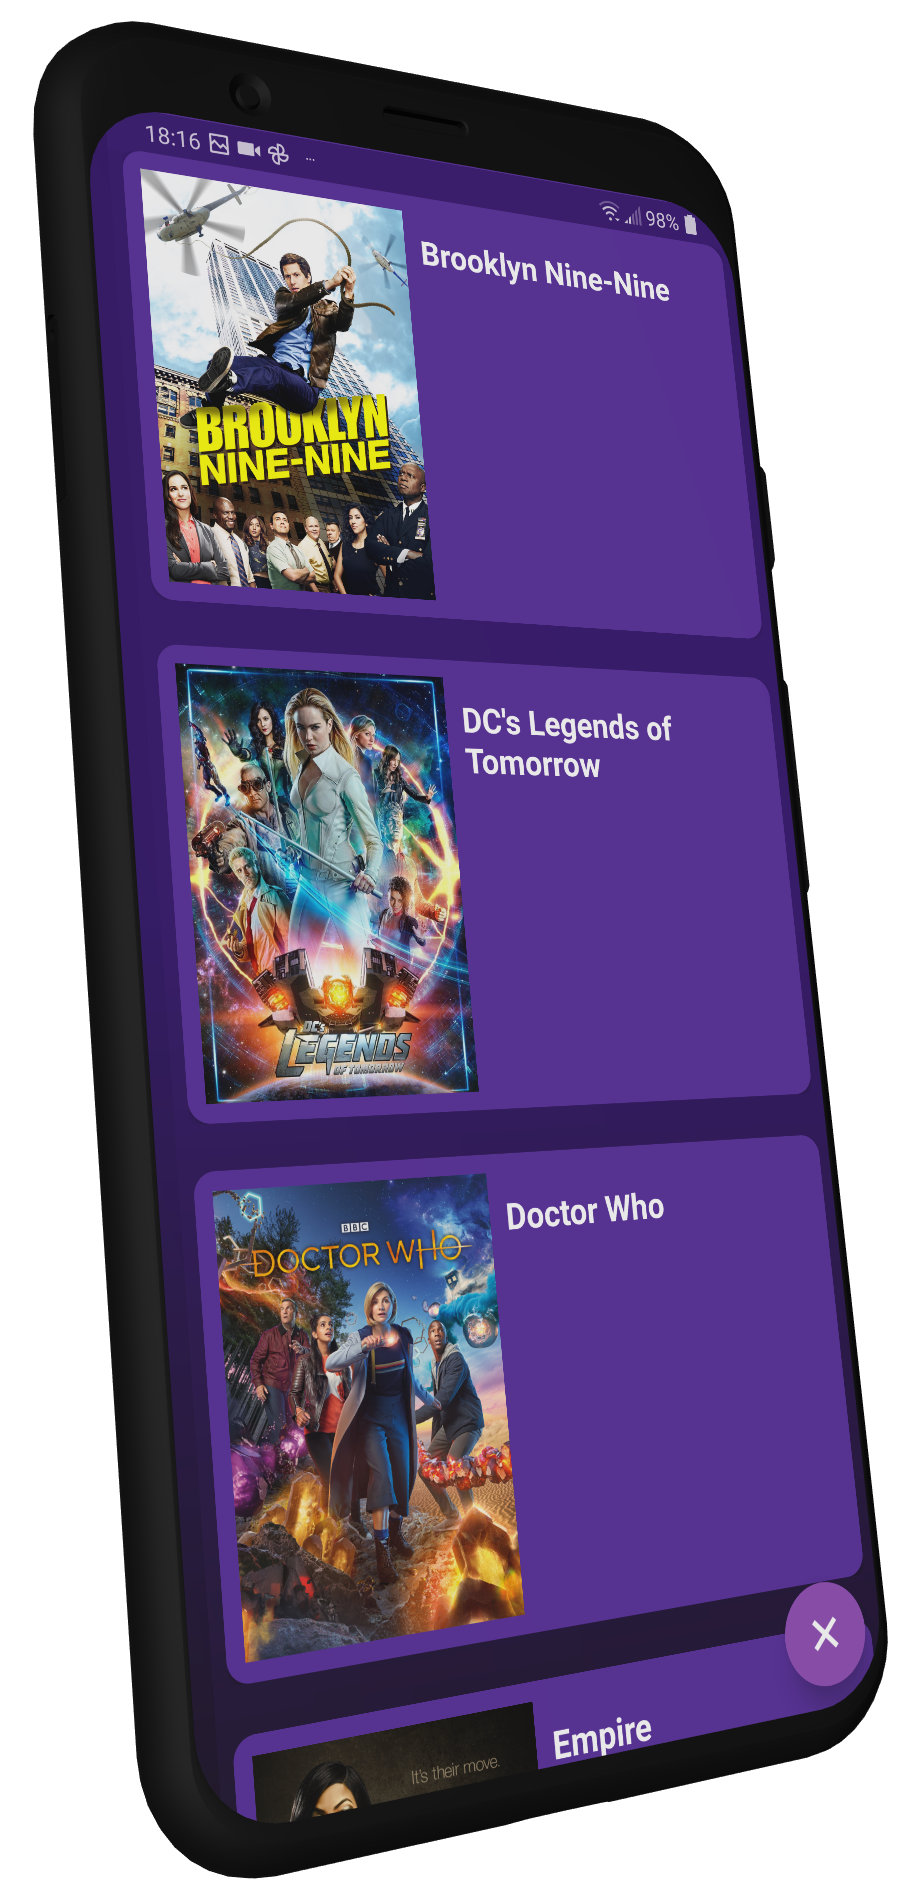 18:16
98%
Brooklyn Nine-Nine
BROOKLYN
NINE-NINE
DC's Legends of
Tomorrow
DC's
LEGENDS
OF TOMORROW
Doctor Who
BBC
DOCTOR WHO
Empire
It's their move.